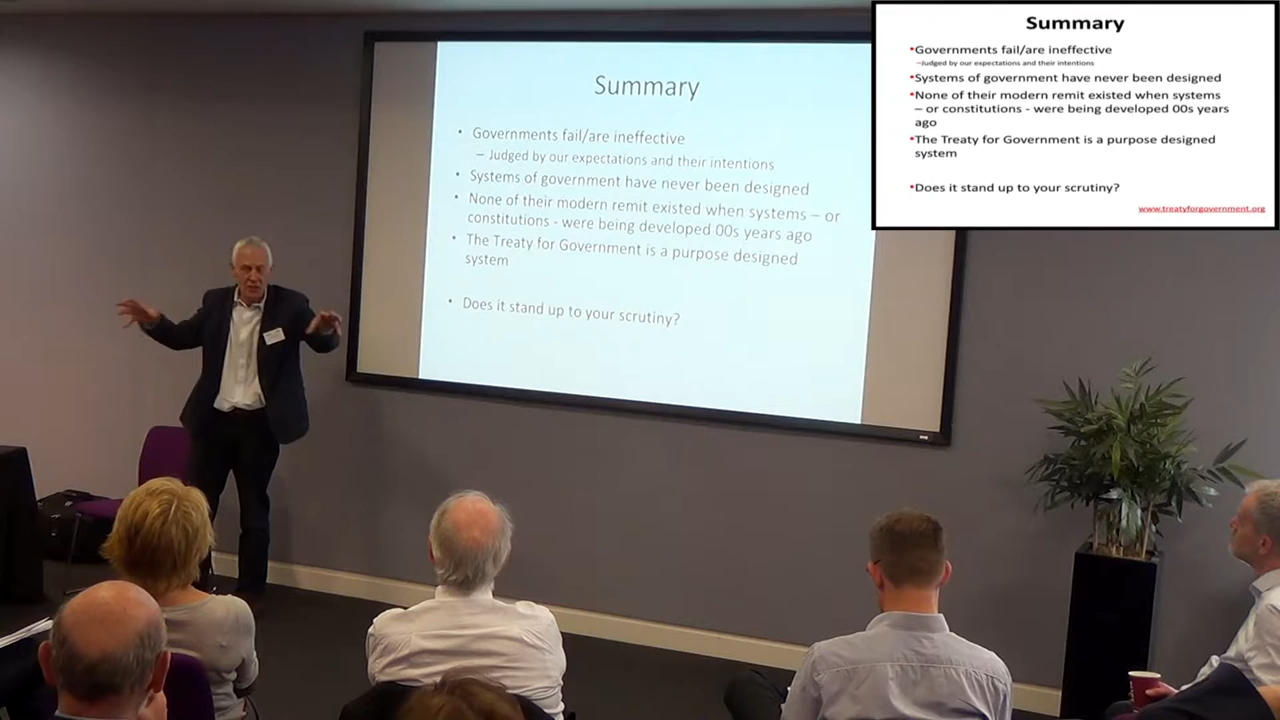 Summary
• Governments fail/are ineffective
– Judged by our expectations and their intentions
• Systems of government have never been designed
• None of their modern remit existed when systems – or
constitutions - were being developed 00s years ago
• The Treaty for Government is a purpose designed
system
• Does it stand up to your scrutiny?
Summary
•Governments fail/are ineffective
–Judged by our expectations and their intentions
•Systems of government have never been designed
•None of their modern remit existed when systems
– or constitutions - were being developed 00s years
ago
•The Treaty for Government is a purpose designed
system
•Does it stand up to your scrutiny?
www.treatyforgovernment.org